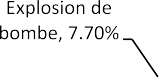 Explosion de
bombe, 7.70%